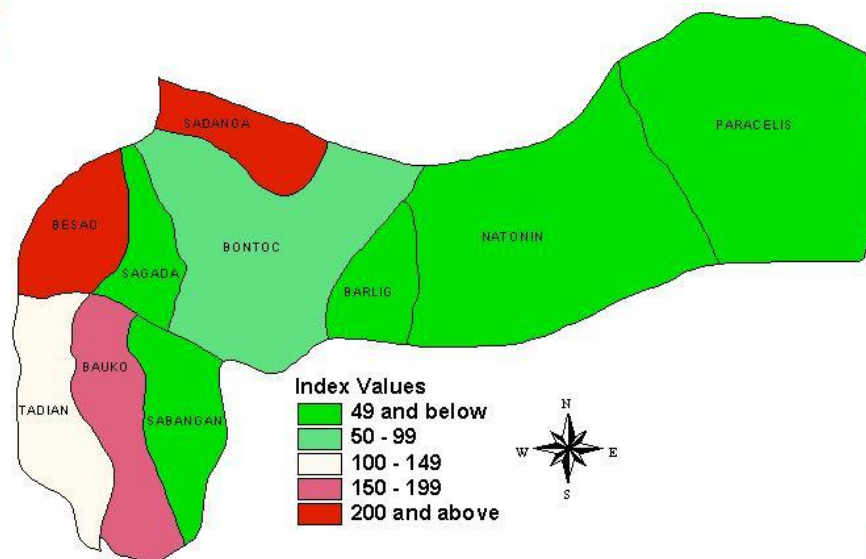 PARACELIS
SADANGA
BESAO
NATONIN
BONTOC
SAGADA
BARLIG
BAUKO
TADIAN
SABANGAN
Index Values
49 and below
50 - 99
100 - 149
150 - 199
200 and above
N
W E
S